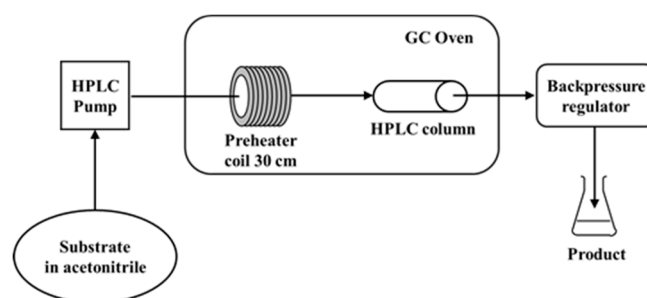 GC Oven
HPLC
Pump
Preheater
coil 30 cm
HPLC column
Backpressure
regulator
Substrate
in acetonitrile
Product